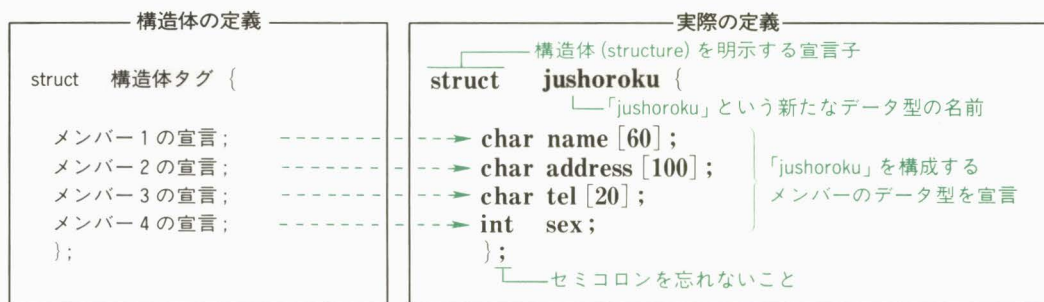 構造体の定義
struct 構造体タグ {
メンバー1の宣言;
メンバー2の宣言;
メンバー3の宣言;
メンバー4の宣言;
};
実際の定義
構造体(structure)を明示する宣言子
struct jushoroku {
「jushoroku」という新たなデータ型の名前
char name [60];
char address [100];
char tel [20];
int sex;
};
「jushoroku」を構成する
メンバーのデータ型を宣言
セミコロンを忘れないこと